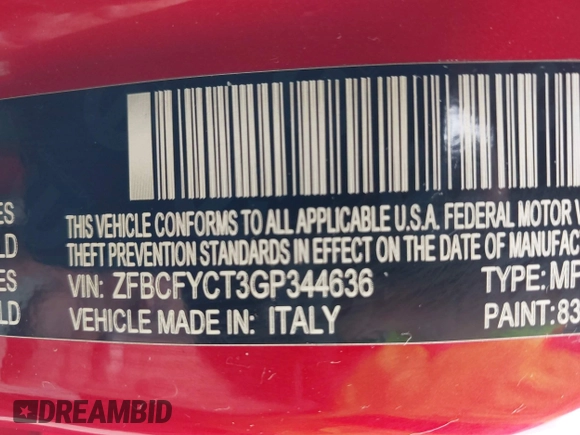 THIS VEHICLE CONFORMS TO ALL APPLICABLE U.S.A. FEDERAL MOTOR
THEFT PREVENTION STANDARDS IN EFFECT ON THE DATE OF MANUFACT
VIN: ZFBCFYCT3GP344636 TYPE: MP
VEHICLE MADE IN: ITALY PAINT: 83
DREAMBID